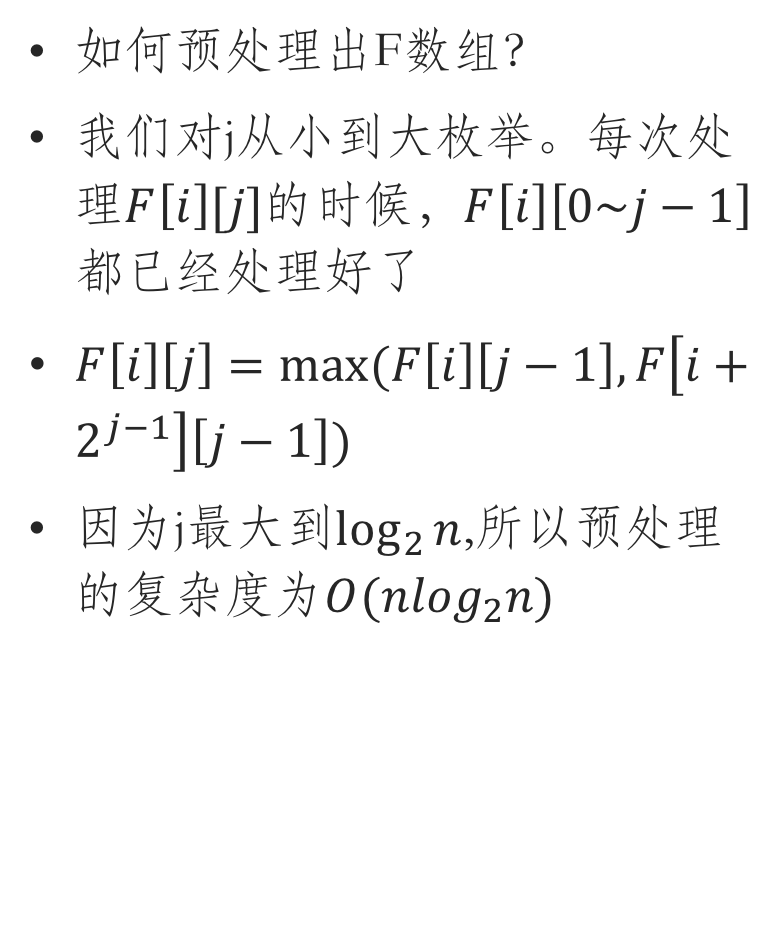 • 如何预处理出F数组?
• 我们对j从小到大枚举。每次处
理F[i][j]的时候，F[i][0~j − 1]
都已经处理好了
• F[i][j] = max(F[i][j − 1], F[i +
2^{j−1}][j − 1])
• 因为j最大到log₂ n,所以预处理
的复杂度为O(nlog₂n)